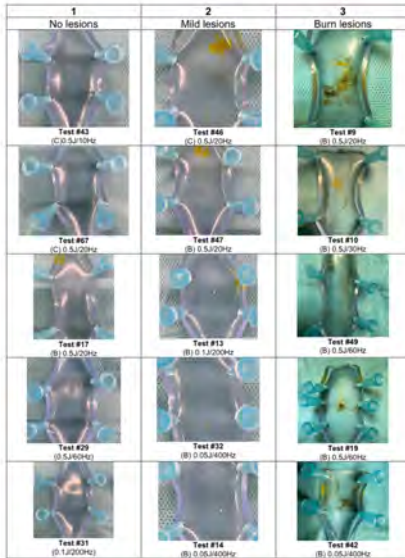 1 2 3
No lesions Mild lesions Burn lesions
Test #43 Test #46 Test #9
(C)0.5J/10Hz (C) 0.5J/20Hz (B) 0.5J/20Hz
Test #67 Test #47 Test #10
(C) 0.5J/20Hz (B) 0.5J/20Hz (B) 0.5J/30Hz
Test #17 Test #13 Test #49
(B) 0.5J/20Hz (B) 0.1J/200Hz (B) 0.5J/60Hz
Test #29 Test #32 Test #19
(0.5J/60Hz) (B) 0.05J/400Hz (B) 0.5J/60Hz
Test #31 Test #14 Test #42
(0.1J/200Hz) (B) 0.05J/400Hz (B) 0.05J/400Hz